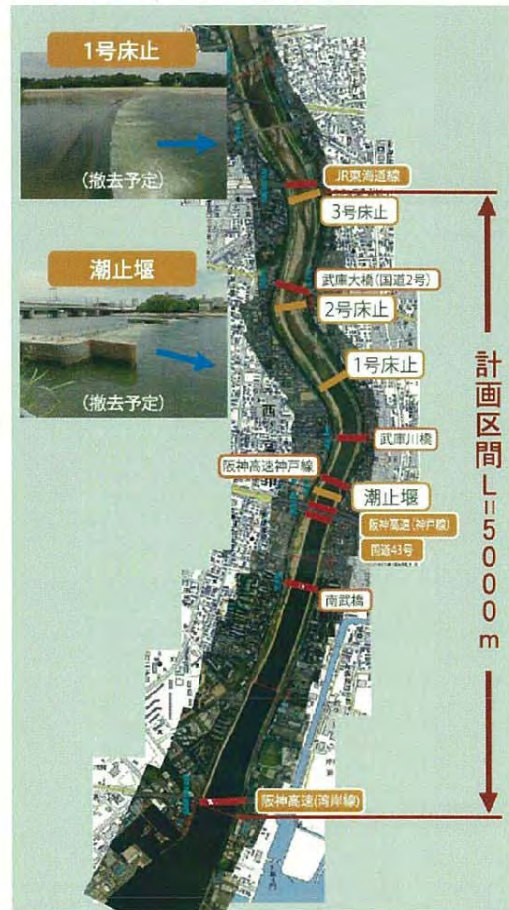 1号床止
(撤去予定)
潮止堰
(撤去予定)
JR東海道線
3号床止
武庫大橋(国道2号)
2号床止
1号床止
西
武庫川橋
阪神高速神戸線
潮止堰
阪神高速(神戸線)
国道43号
南武橋
阪神高速(湾岸線)
計画区間 L=5000m